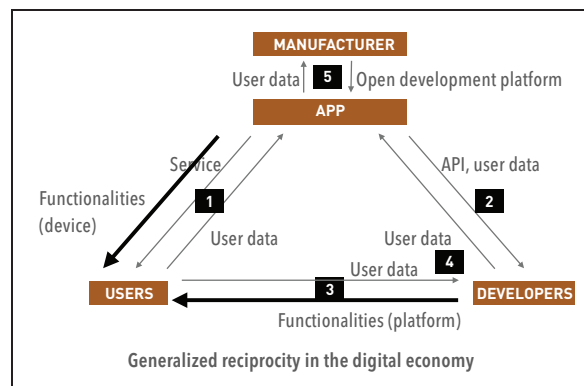 MANUFACTURER
User data
5
Open development platform
APP
Service
API, user data
Functionalities
(device)
1
2
User data
User data
4
User data
USERS
3
DEVELOPERS
Functionalities (platform)
Generalized reciprocity in the digital economy